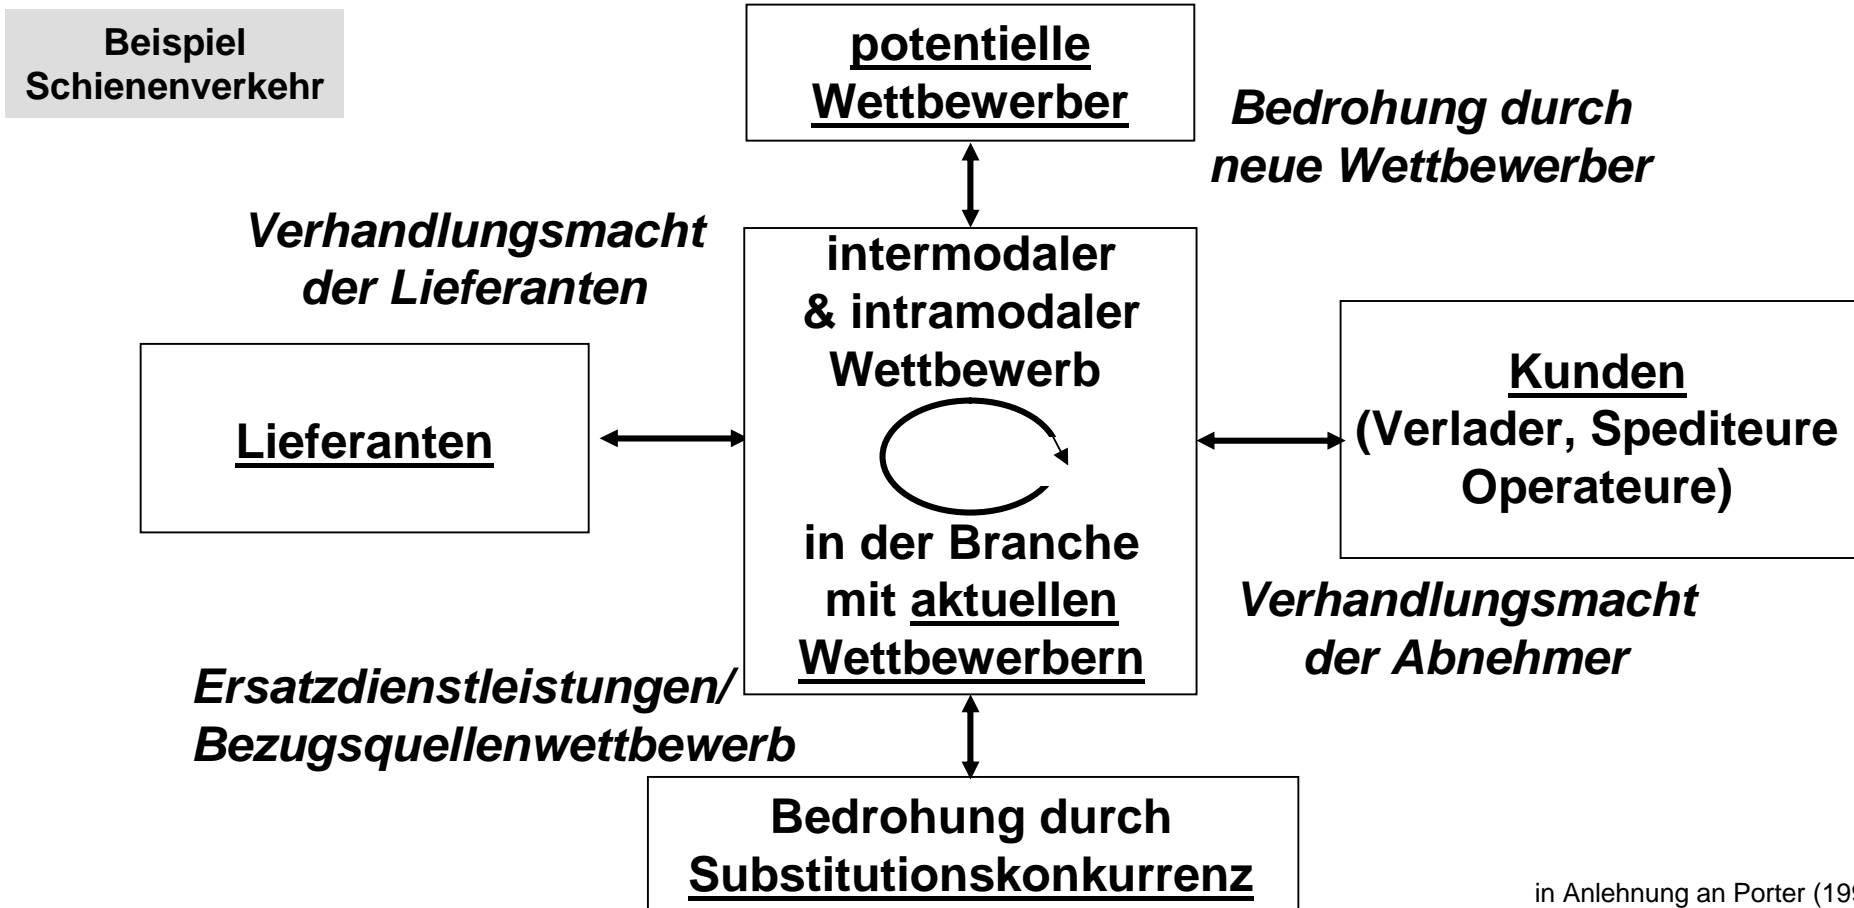 Beispiel
Schienenverkehr
potentielle
Wettbewerber
Bedrohung durch
neue Wettbewerber
Verhandlungsmacht
der Lieferanten
intermodaler
& intramodaler
Wettbewerb
Lieferanten
Kunden
(Verlader, Spediteure
Operateure)
in der Branche
mit aktuellen
Wettbewerbern
Verhandlungsmacht
der Abnehmer
Ersatzdienstleistungen/
Bezugsquellenwettbewerb
Bedrohung durch
Substitutionskonkurrenz
in Anlehnung an Porter